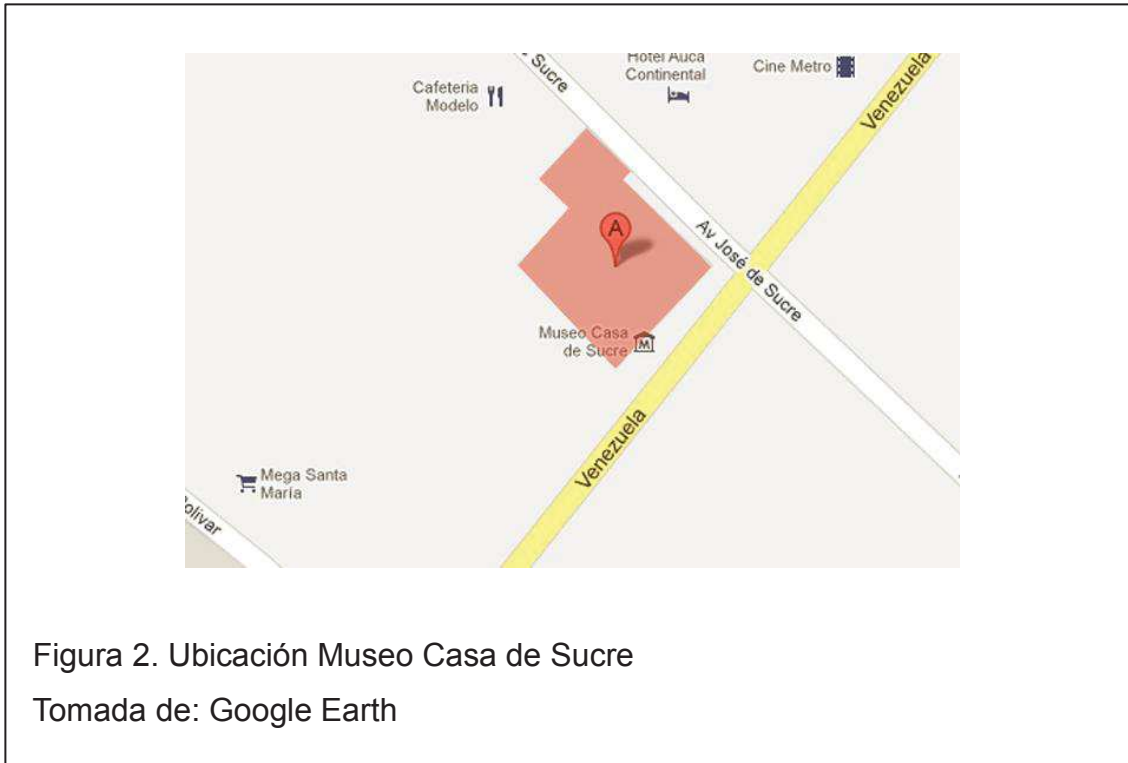 Sucre
Hotel Auca
Continental
Cine Metro
Cafeteria
Modelo
Venezuela
A
Av José de Sucre
Museo Casa
de Sucre
M
Venezuela
Mega Santa
María
Bolivar
Figura 2. Ubicación Museo Casa de Sucre
Tomada de: Google Earth